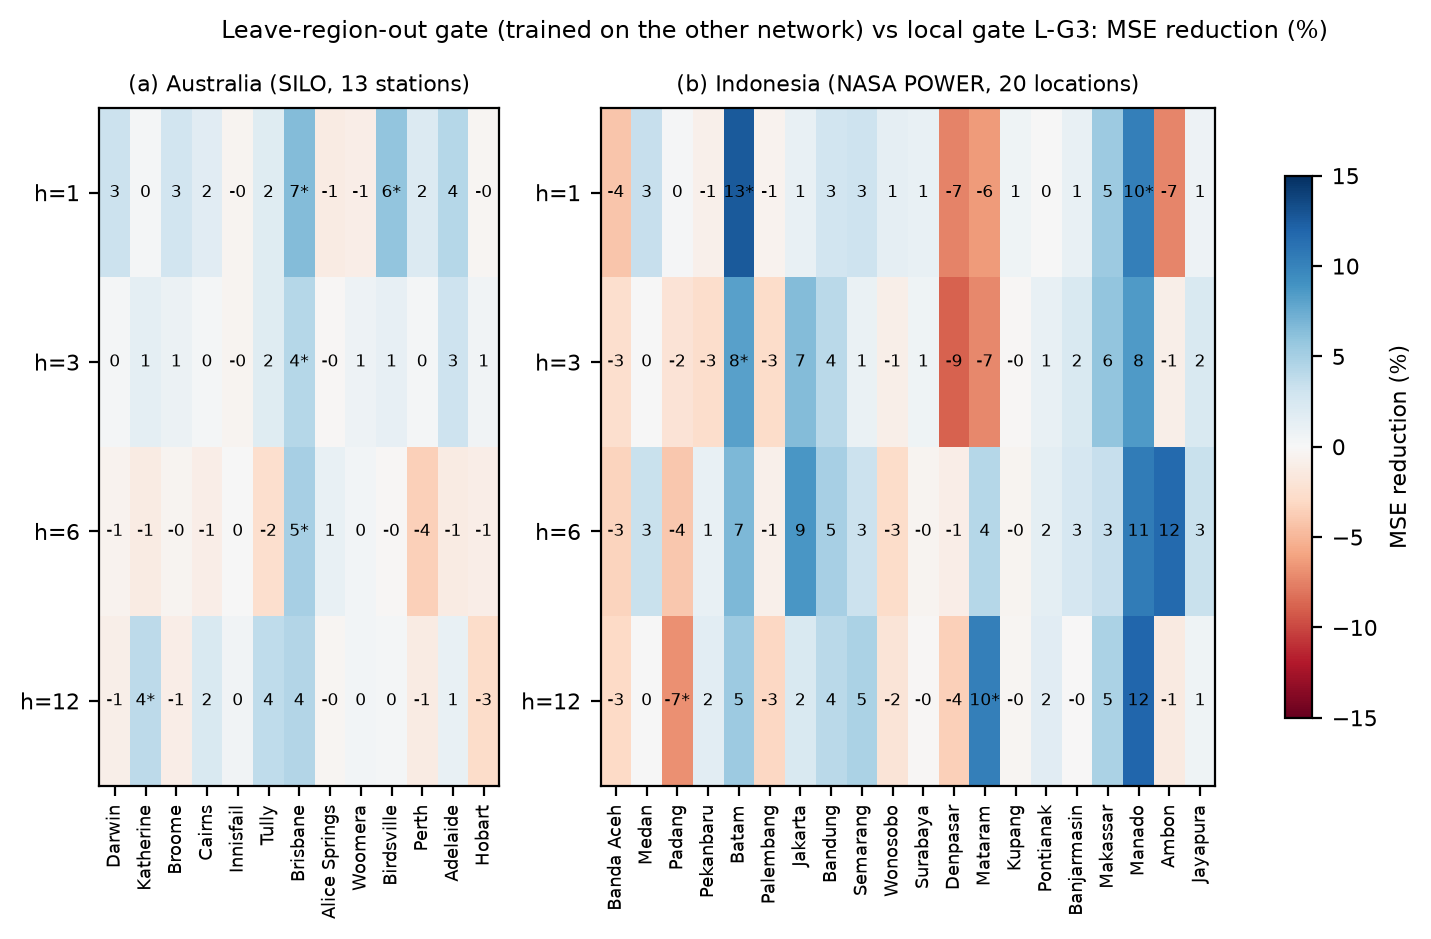 Leave-region-out gate (trained on the other network) vs local gate L-G3: MSE reduction (%)
(a) Australia (SILO, 13 stations)
h=1 3 0 3 2 -0 2 7* -1 -1 6* 2 4 -0
h=3 0 1 1 0 -0 2 4* -0 1 1 0 3 1
h=6 -1 -1 -0 -1 0 -2 5* 1 0 -0 -4 -1 -1
h=12 -1 4* -1 2 0 4 4 -0 0 0 -1 1 -3
Darwin
Katherine
Broome
Cairns
Innisfail
Tully
Brisbane
Alice Springs
Woomera
Birdsville
Perth
Adelaide
Hobart
(b) Indonesia (NASA POWER, 20 locations)
h=1 -4 3 0 -1 13* -1 1 3 3 1 1 -7 -6 1 0 1 5 10* -7 1
h=3 -3 0 -2 -3 8* -3 7 4 1 -1 1 -9 -7 -0 1 2 6 8 -1 2
h=6 -3 3 -4 1 7 -1 9 5 3 -3 -0 -1 4 -0 2 3 3 11 12 3
h=12 -3 0 -7* 2 5 -3 2 4 5 -2 -0 -4 10* -0 2 -0 5 12 -1 1
Banda Aceh
Medan
Padang
Pekanbaru
Batam
Palembang
Jakarta
Bandung
Semarang
Wonosobo
Surabaya
Denpasar
Mataram
Kupang
Pontianak
Banjarmasin
Makassar
Manado
Ambon
Jayapura
15
10
5
0
−5
−10
−15
MSE reduction (%)